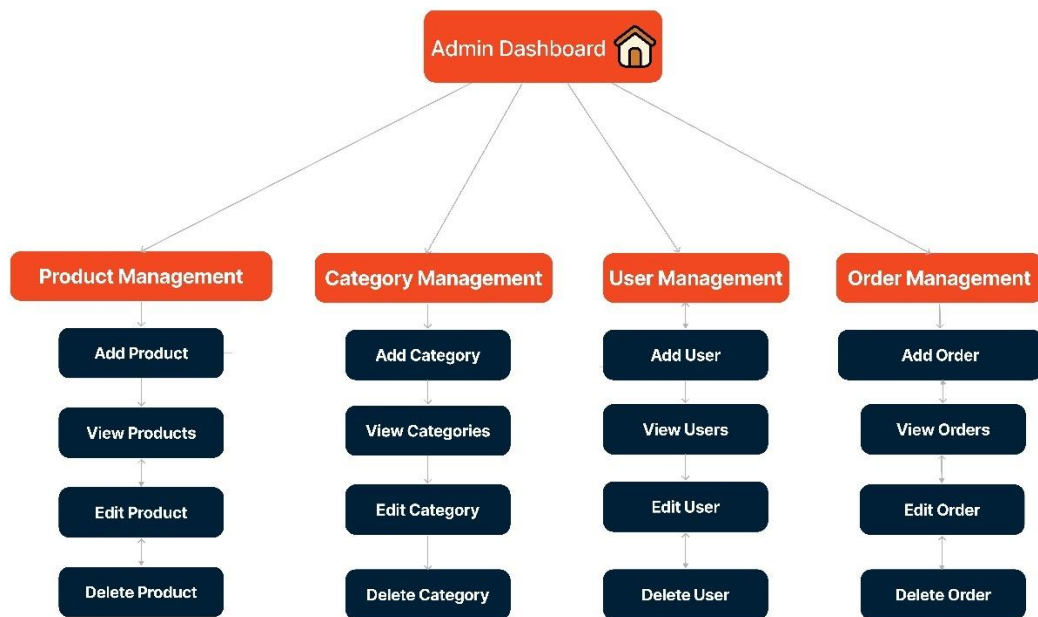 Admin Dashboard
Product Management
Category Management
User Management
Order Management
Add Product
Add Category
Add User
Add Order
View Products
View Categories
View Users
View Orders
Edit Product
Edit Category
Edit User
Edit Order
Delete Product
Delete Category
Delete User
Delete Order